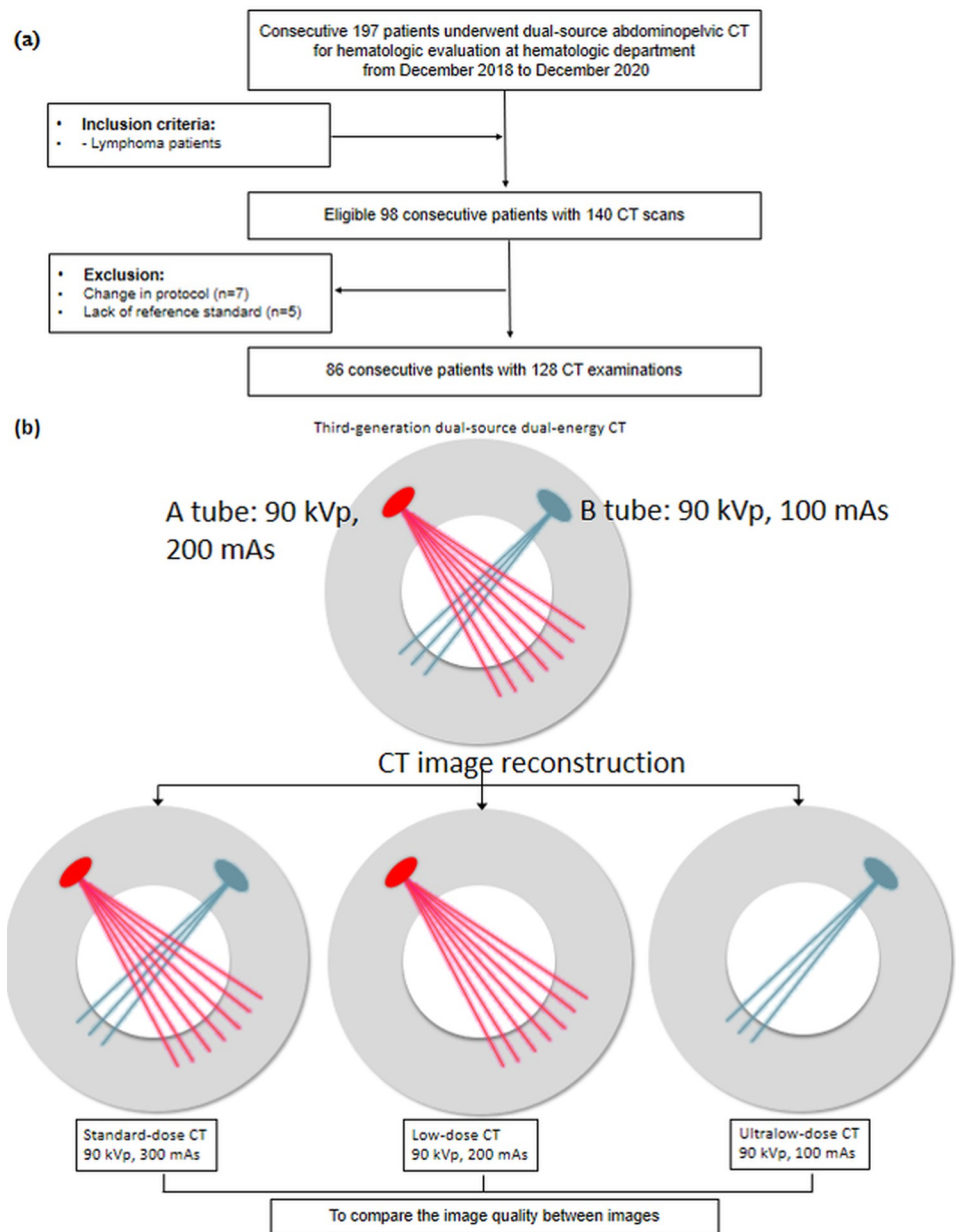 (a)
Consecutive 197 patients underwent dual-source abdominopelvic CT
for hematologic evaluation at hematologic department
from December 2018 to December 2020
• Inclusion criteria:
• - Lymphoma patients
Eligible 98 consecutive patients with 140 CT scans
• Exclusion:
• Change in protocol (n=7)
• Lack of reference standard (n=5)
86 consecutive patients with 128 CT examinations
(b)
Third-generation dual-source dual-energy CT
A tube: 90 kVp,
200 mAs
B tube: 90 kVp, 100 mAs
CT image reconstruction
Standard-dose CT
90 kVp, 300 mAs
Low-dose CT
90 kVp, 200 mAs
Ultralow-dose CT
90 kVp, 100 mAs
To compare the image quality between images